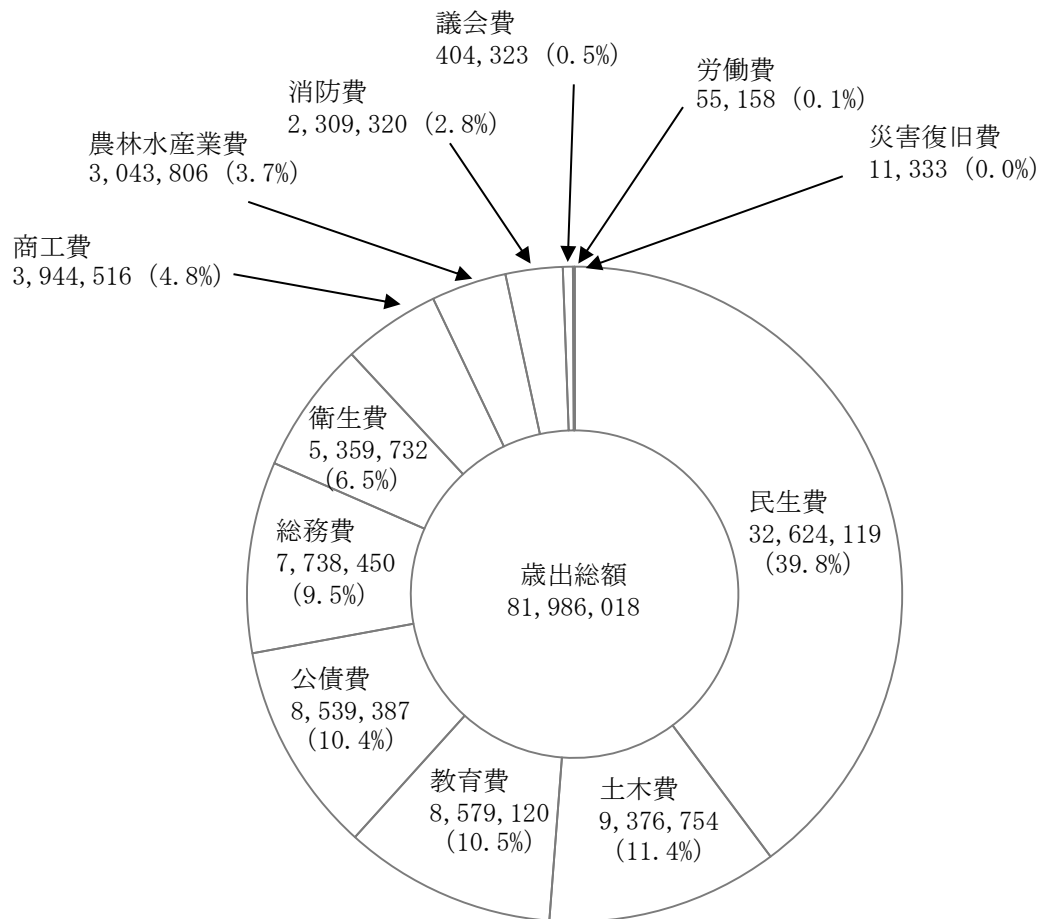 議会費
404,323 (0.5%)
労働費
55,158 (0.1%)
消防費
2,309,320 (2.8%)
災害復旧費
11,333 (0.0%)
農林水産業費
3,043,806 (3.7%)
商工費
3,944,516 (4.8%)
衛生費
5,359,732
(6.5%)
民生費
32,624,119
(39.8%)
総務費
7,738,450
(9.5%)
歳出総額
81,986,018
公債費
8,539,387
(10.4%)
教育費
8,579,120
(10.5%)
土木費
9,376,754
(11.4%)